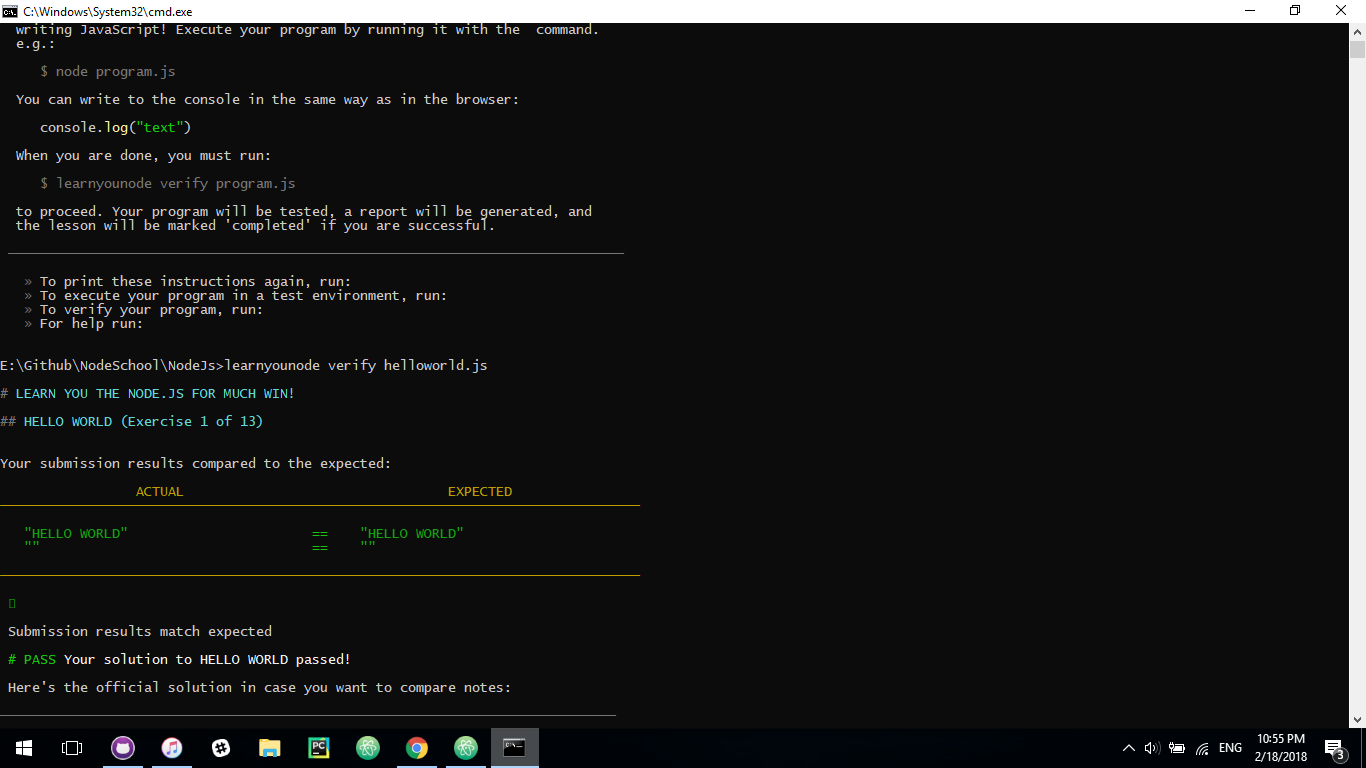 C:\Windows\System32\cmd.exe
writing JavaScript! Execute your program by running it with the  command.
e.g.:
$ node program.js
You can write to the console in the same way as in the browser:
console.log("text")
When you are done, you must run:
$ learnyounode verify program.js
to proceed. Your program will be tested, a report will be generated, and
the lesson will be marked 'completed' if you are successful.
» To print these instructions again, run:
» To execute your program in a test environment, run:
» To verify your program, run:
» For help run:
E:\Github\NodeSchool\NodeJs>learnyounode verify helloworld.js
# LEARN YOU THE NODE.JS FOR MUCH WIN!
## HELLO WORLD (Exercise 1 of 13)
Your submission results compared to the expected:
ACTUAL EXPECTED
"HELLO WORLD" == "HELLO WORLD"
"" == ""
Submission results match expected
# PASS Your solution to HELLO WORLD passed!
Here's the official solution in case you want to compare notes:
PC
ENG
10:55 PM
2/18/2018
3